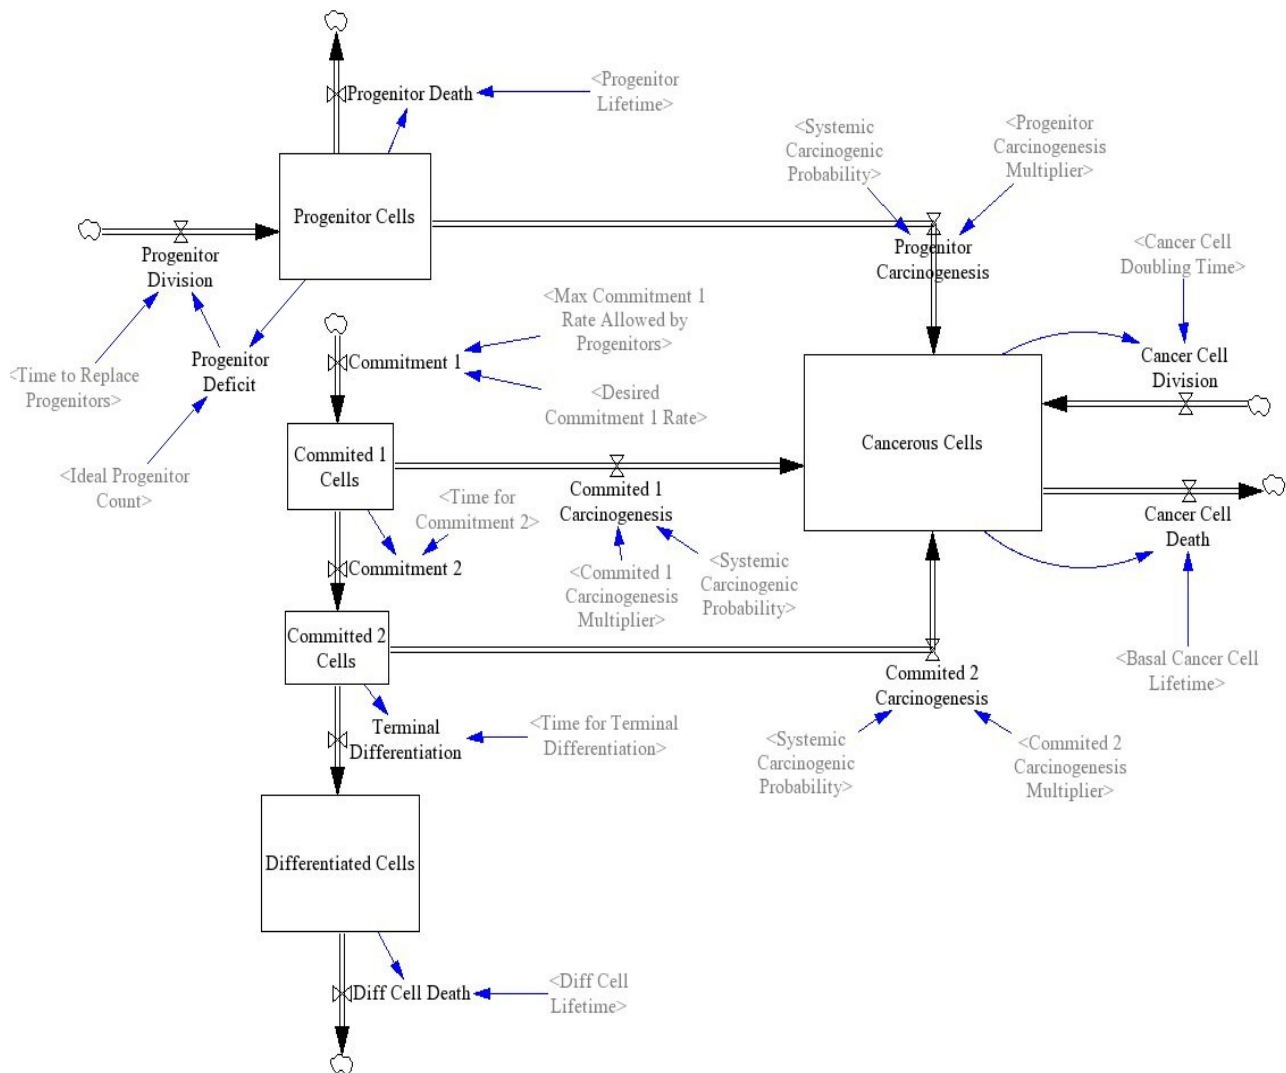 Progenitor Death
<Progenitor
Lifetime>
<Systemic
Carcinogenic
Probability>
<Progenitor
Carcinogenesis
Multiplier>
Progenitor Cells
Progenitor
Division
Progenitor
Carcinogenesis
<Cancer Cell
Doubling Time>
<Time to Replace
Progenitors>
Progenitor
Deficit
<Ideal Progenitor
Count>
Commitment 1
<Max Commitment 1
Rate Allowed by
Progenitors>
<Desired
Commitment 1 Rate>
Cancer Cell
Division
Cancerous Cells
Commited 1
Cells
<Time for
Commitment 2>
Commited 1
Carcinogenesis
Cancer Cell
Death
Commitment 2
<Commited 1
Carcinogenesis
Multiplier>
<Systemic
Carcinogenic
Probability>
Committed 2
Cells
<Basal Cancer Cell
Lifetime>
Commited 2
Carcinogenesis
Terminal
Differentiation
<Time for Terminal
Differentiation>
<Systemic
Carcinogenic
Probability>
<Commited 2
Carcinogenesis
Multiplier>
Differentiated Cells
Diff Cell Death
<Diff Cell
Lifetime>